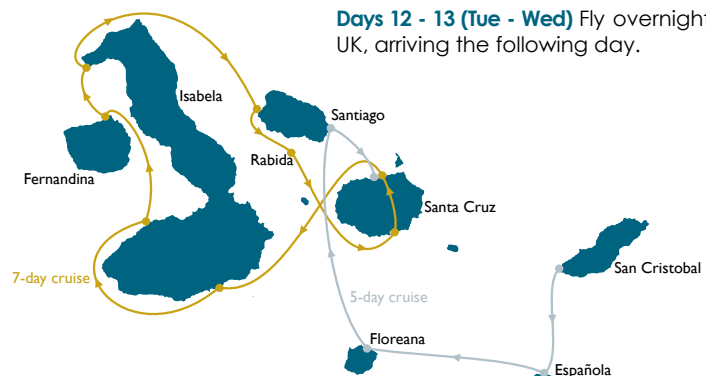 Days 12 - 13 (Tue - Wed) Fly overnight
UK, arriving the following day.
Isabela
Santiago
Rabida
Fernandina
Santa Cruz
San Cristobal
7-day cruise
5-day cruise
Floreana
Española